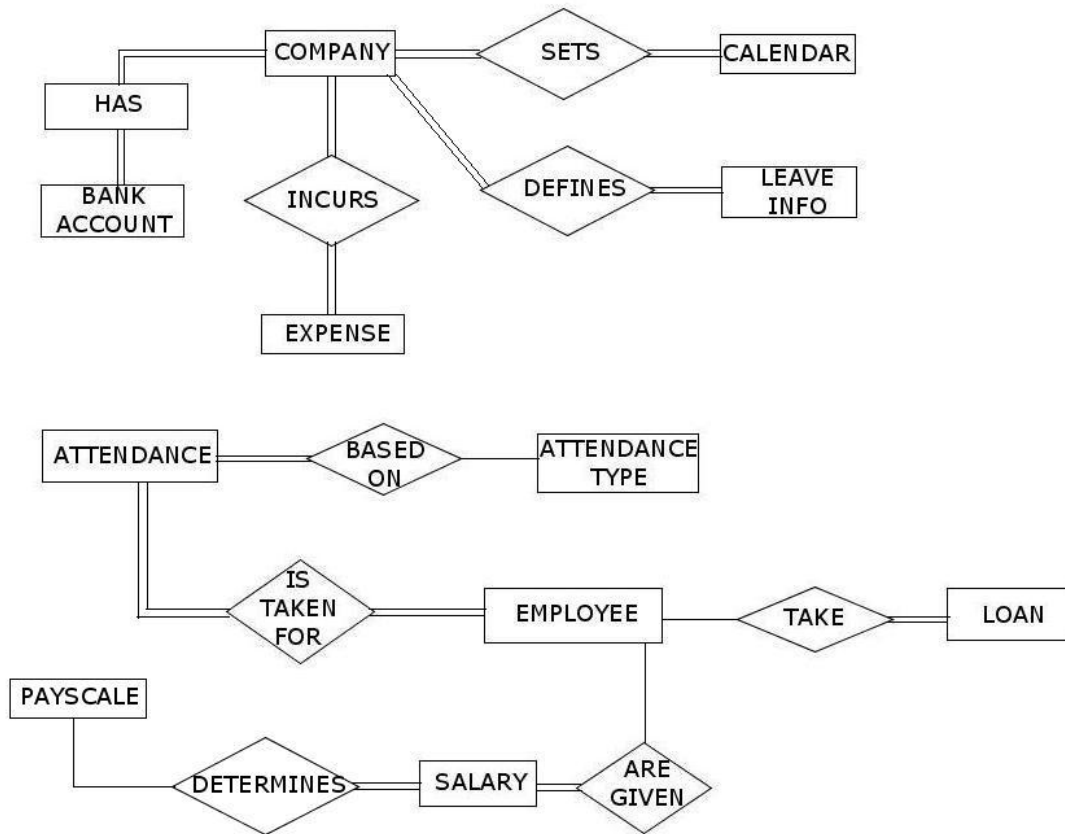 COMPANY
SETS
CALENDAR
HAS
BANK
ACCOUNT
INCURS
DEFINES
LEAVE
INFO
EXPENSE
ATTENDANCE
BASED
ON
ATTENDANCE
TYPE
IS
TAKEN
FOR
EMPLOYEE
TAKE
LOAN
PAYSCALE
DETERMINES
SALARY
ARE
GIVEN